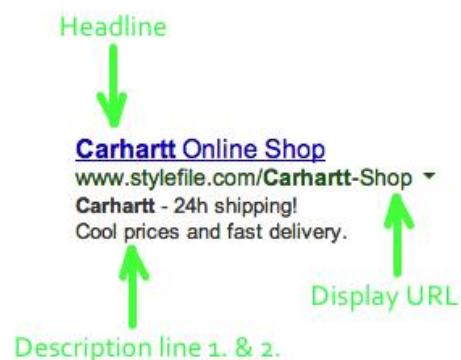 Headline
Carhartt Online Shop
www.stylefile.com/Carhartt-Shop
Carhartt - 24h shipping!
Cool prices and fast delivery.
Display URL
Description line 1. & 2.